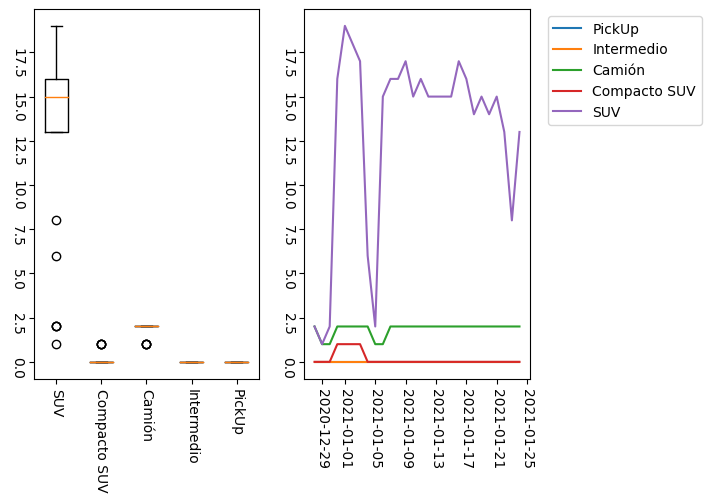 17.5
15.0
12.5
10.0
7.5
5.0
2.5
0.0
SUV
Compacto SUV
Camión
Intermedio
PickUp
17.5
15.0
12.5
10.0
7.5
5.0
2.5
0.0
2020-12-29
2021-01-01
2021-01-05
2021-01-09
2021-01-13
2021-01-17
2021-01-21
2021-01-25
PickUp
Intermedio
Camión
Compacto SUV
SUV